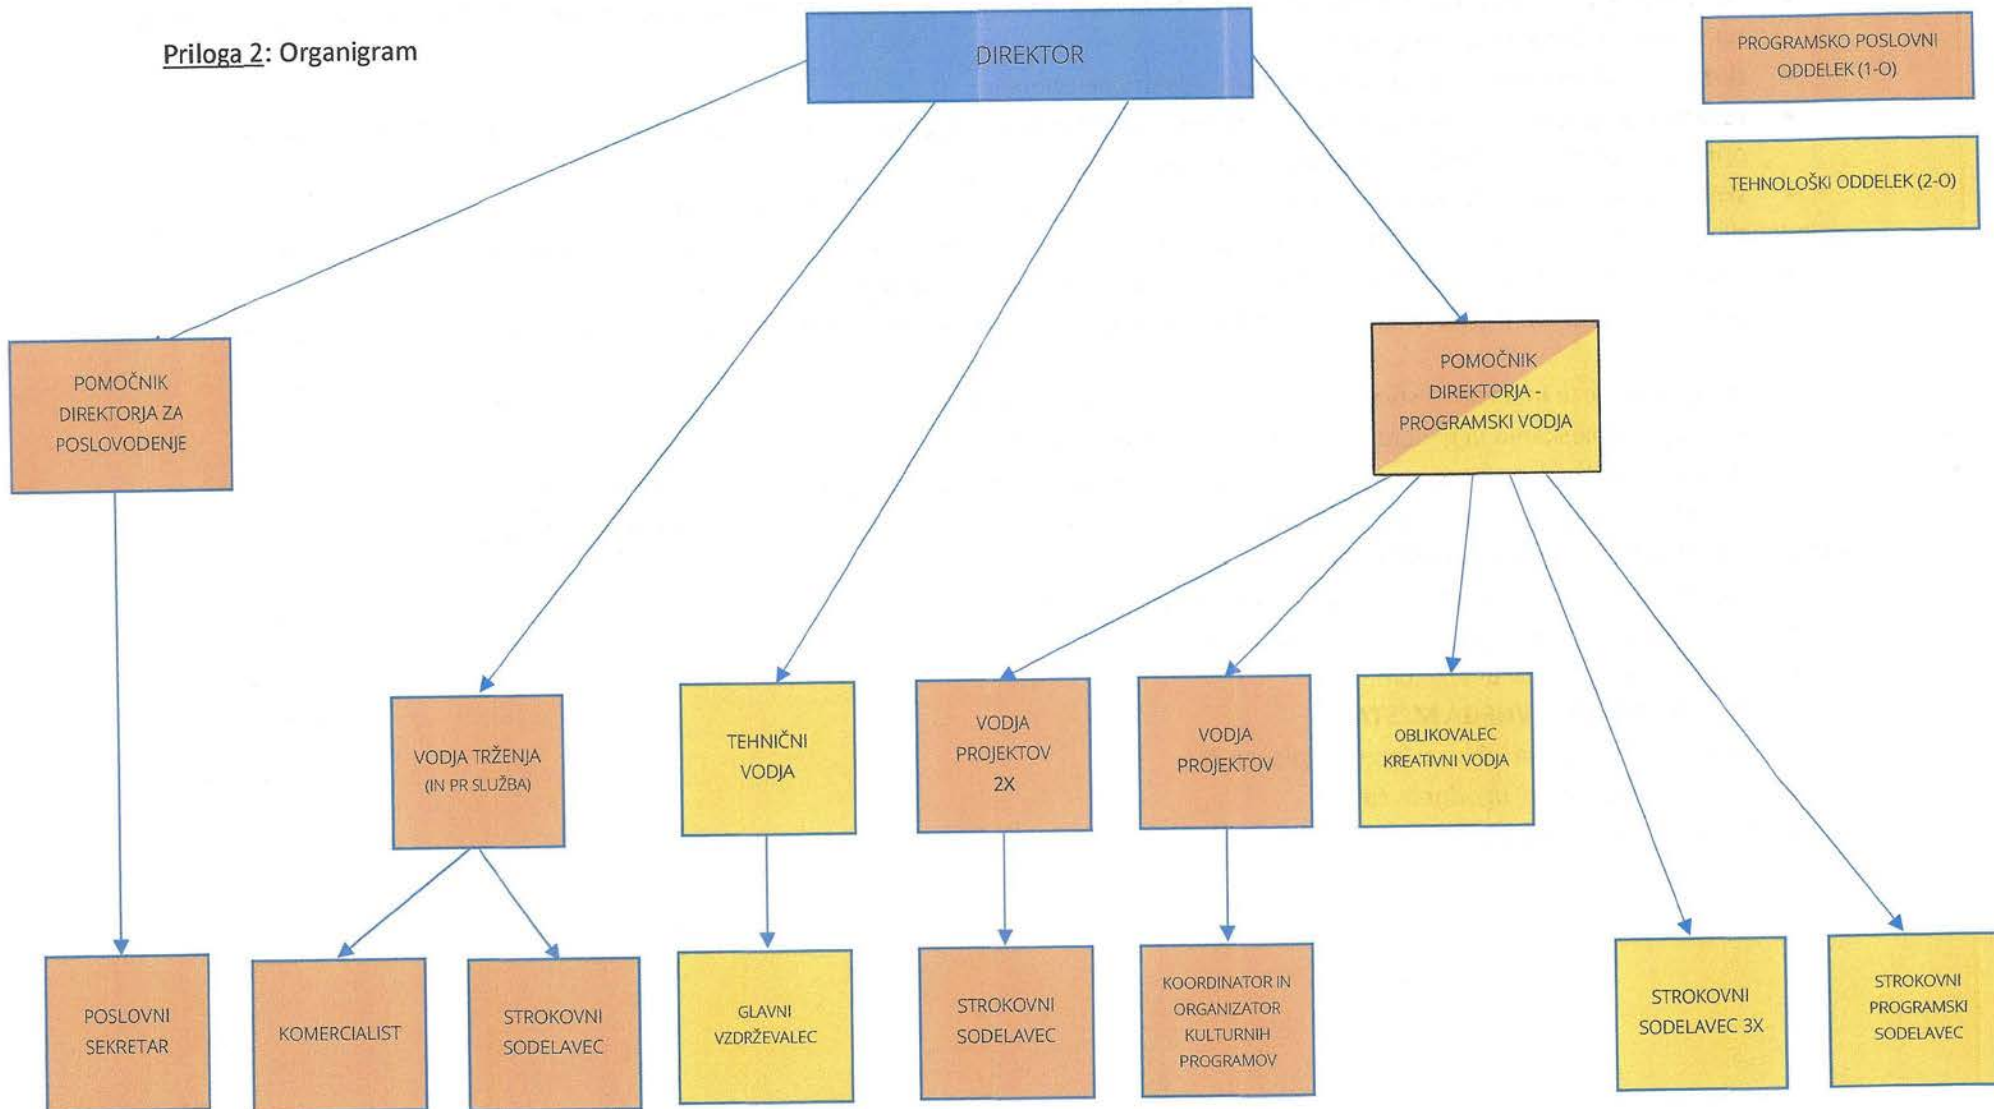 Priloga 2: Organigram
DIREKTOR
PROGRAMSKO POSLOVNI
ODDELEK (1-O)
TEHNOLOŠKI ODDELEK (2-O)
POMOČNIK
DIREKTORJA ZA
POSLOVODENJE
POMOČNIK
DIREKTORJA -
PROGRAMSKI VODJA
VODJA TRŽENJA
(IN PR SLUŽBA)
TEHNIČNI
VODJA
VODJA
PROJEKTOV
2X
VODJA
PROJEKTOV
OBLIKOVALEC
KREATIVNI VODJA
POSLOVNI
SEKRETAR
KOMERCIALIST
STROKOVNI
SODELAVEC
GLAVNI
VZDRŽEVALEC
STROKOVNI
SODELAVEC
KOORDINATOR IN
ORGANIZATOR
KULTURNIH
PROGRAMOV
STROKOVNI
SODELAVEC 3X
STROKOVNI
PROGRAMSKI
SODELAVEC